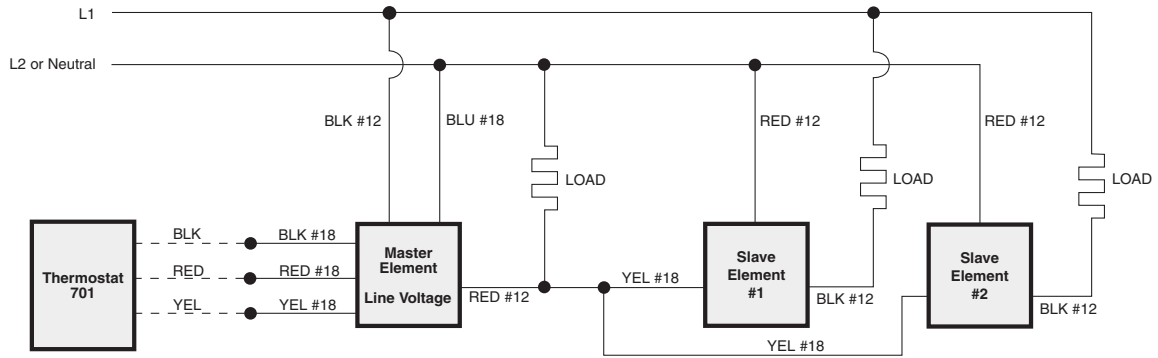 L1
L2 or Neutral
BLK #12
BLU #18
RED #12
RED #12
LOAD
LOAD
LOAD
Thermostat
701
BLK
RED
YEL
BLK #18
RED #18
YEL #18
Master
Element
Line Voltage
RED #12
YEL #18
Slave
Element
#1
BLK #12
Slave
Element
#2
BLK #12
YEL #18